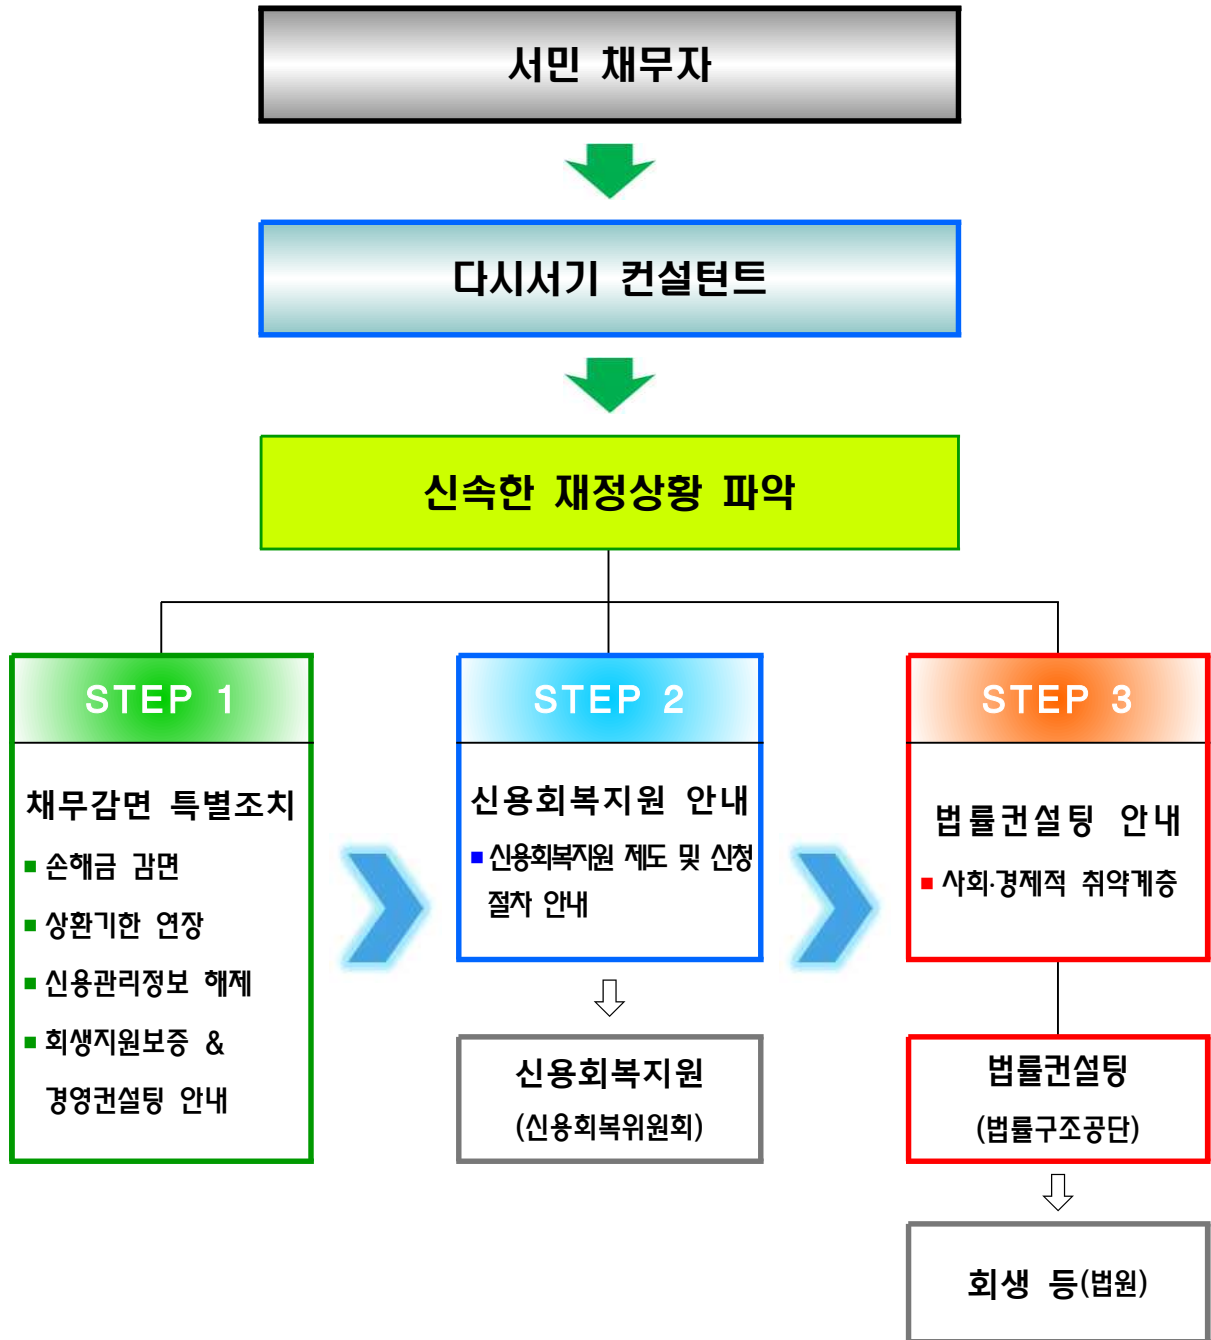 서민 채무자
다시서기 컨설턴트
신속한 재정상황 파악
STEP 1
채무감면 특별조치
■ 손해금 감면
■ 상환기한 연장
■ 신용관리정보 해제
■ 회생지원보증 &
경영컨설팅 안내
STEP 2
신용회복지원 안내
■ 신용회복지원 제도 및 신청
절차 안내
신용회복지원
(신용회복위원회)
STEP 3
법률컨설팅 안내
■ 사회·경제적 취약계층
법률컨설팅
(법률구조공단)
회생 등(법원)